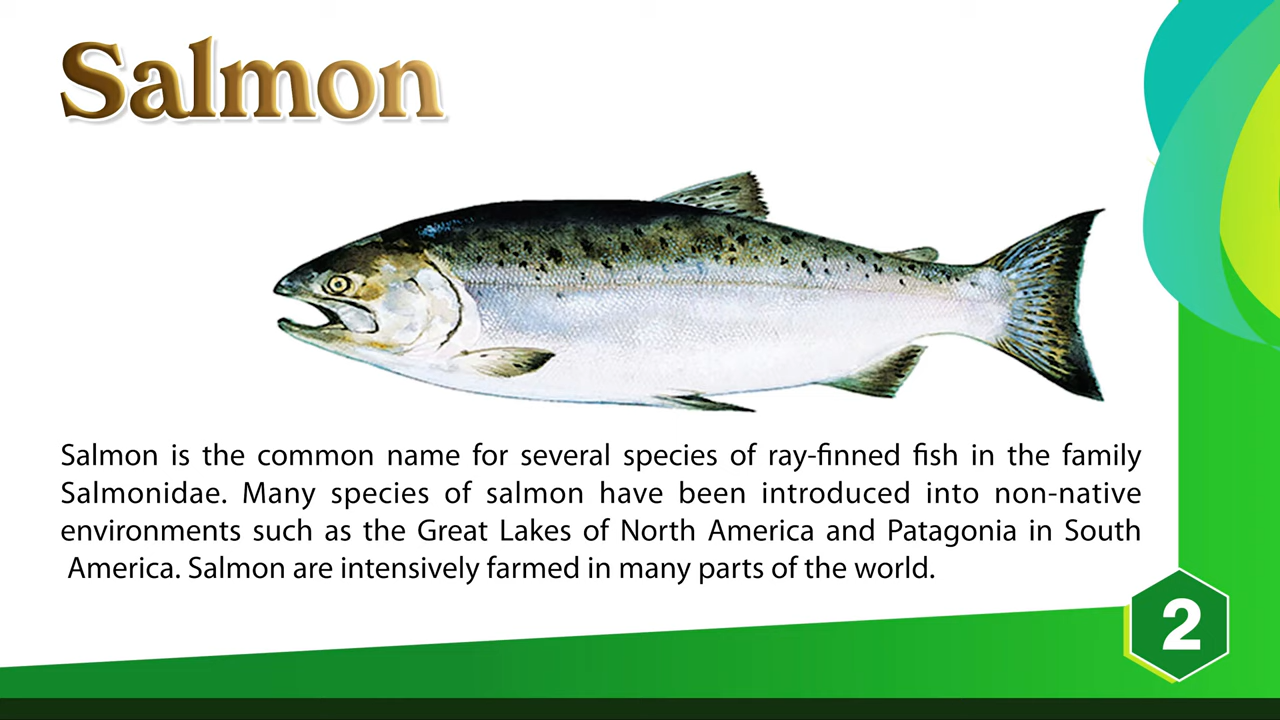 Salmon
Salmon is the common name for several species of ray-finned fish in the family
Salmonidae. Many species of salmon have been introduced into non-native
environments such as the Great Lakes of North America and Patagonia in South
America. Salmon are intensively farmed in many parts of the world.
2